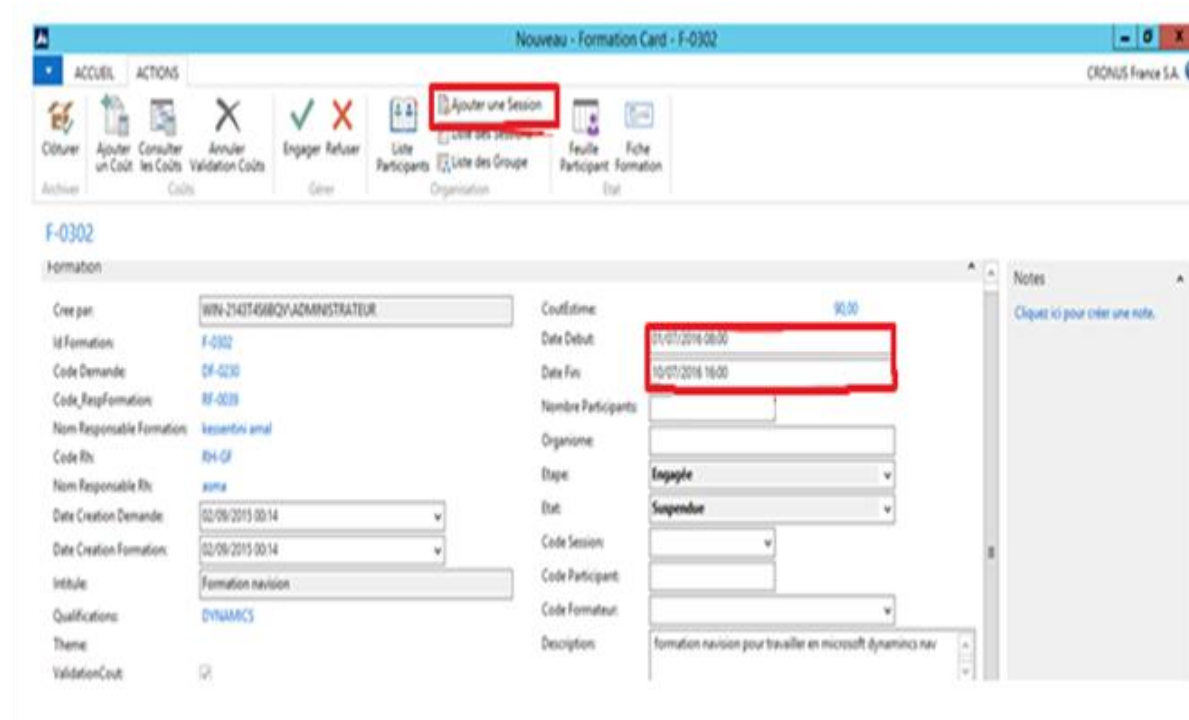 Nouveau - Formation Card - F-0302
ACCUEIL ACTIONS
CRONUS France S.A.
Clôturer
Ajouter un Coût
Consulter les Coûts
Annuler Validation Coûts
Engager
Refuser
Liste Participants
Ajouter une Session
Liste des Sessions
Liste des Groupe
Feuille Participant
Fiche Formation
Archiver
Coûts
Gérer
Organisation
Etat
F-0302
Formation
Cree par: WIN-2143T456BQV\ADMINISTRATEUR
Id Formation: F-0302
Code Demande: DF-0230
Code_RespFormation: RF-0039
Nom Responsable Formation: kessentini amal
Code Rh: RH-GF
Nom Responsable Rh: asma
Date Creation Demande: 02/09/2015 00:14
Date Creation Formation: 02/09/2015 00:14
Intitule: Formation navision
Qualifications: DYNAMICS
Theme:
ValidationCout:
CoutEstime: 90,00
Date Debut: 01/07/2016 08:00
Date Fin: 10/07/2016 16:00
Nombre Participants:
Organisme:
Etape: Engagée
Etat: Suspendue
Code Session:
Code Participant:
Code Formateur:
Description: formation navision pour travailler en microsoft dynamincs nav
Notes
Cliquez ici pour créer une note.